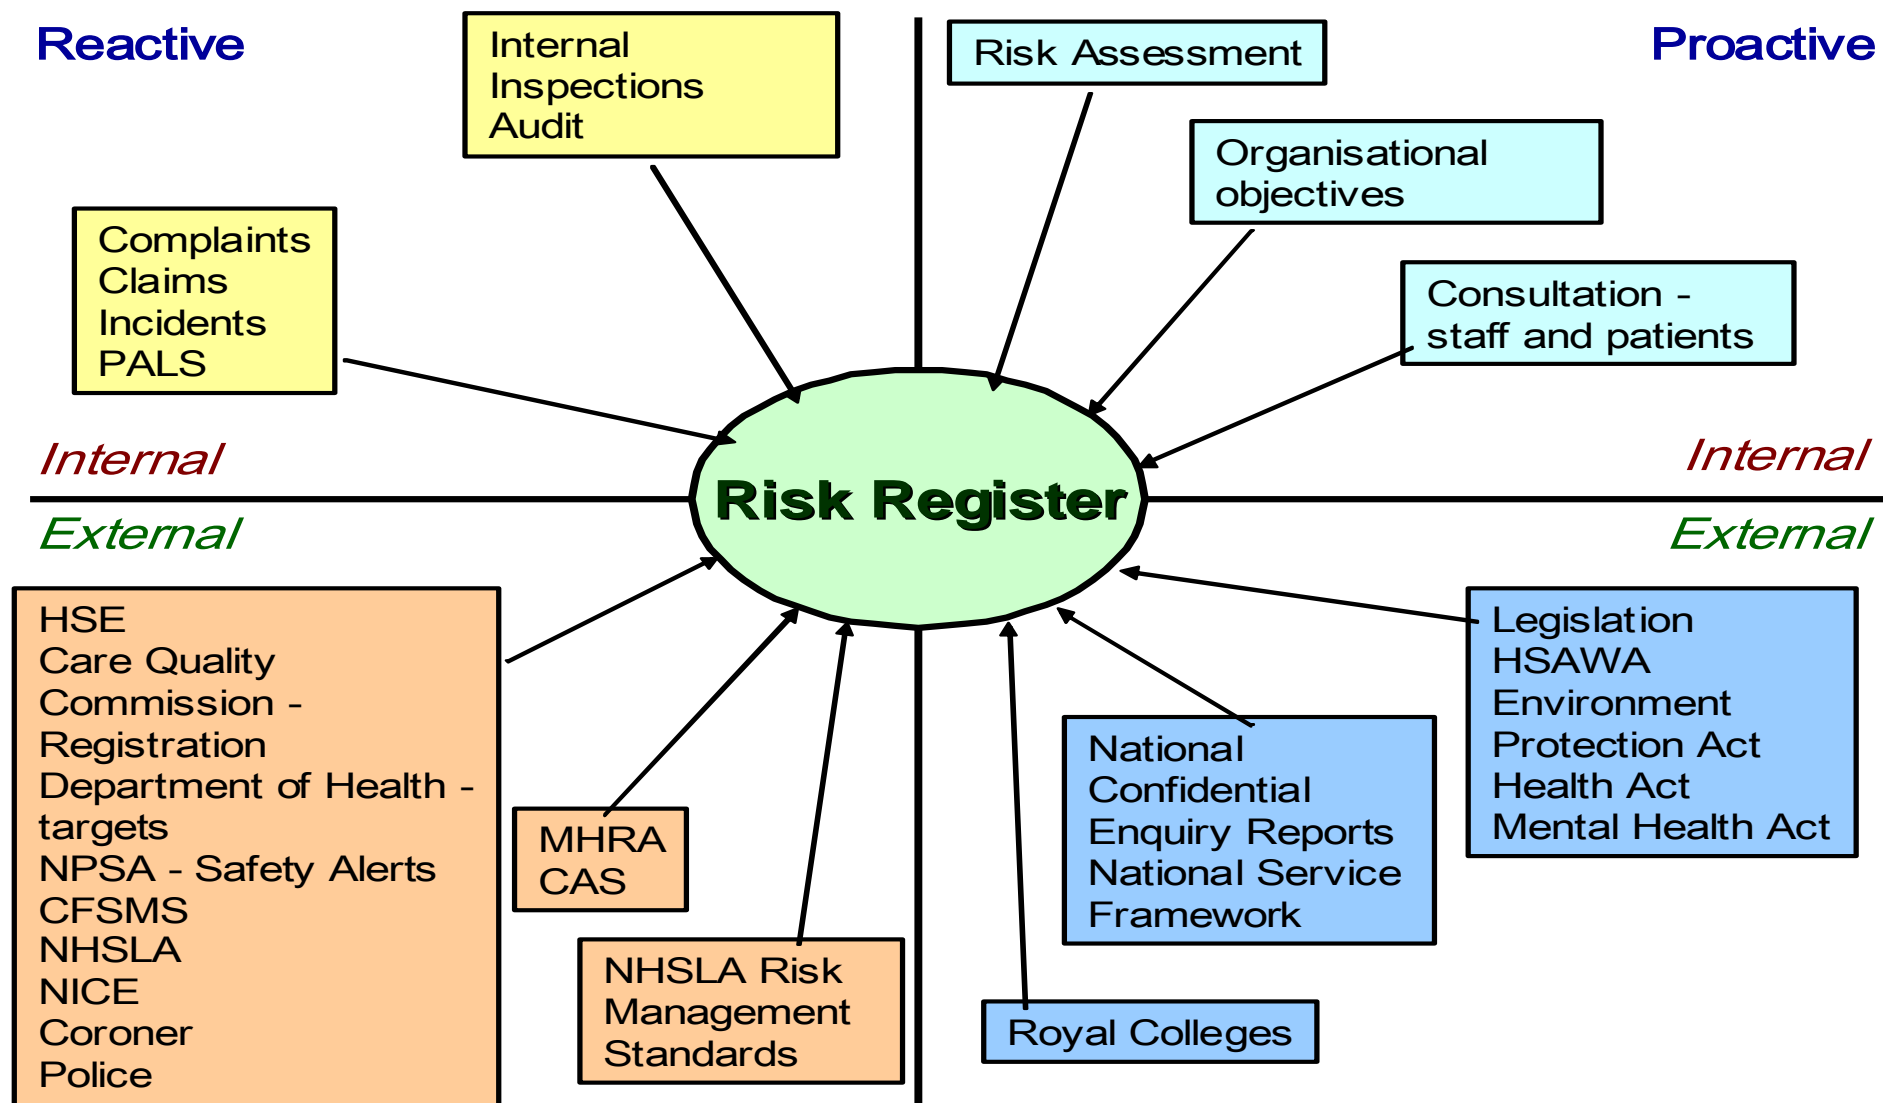 Reactive
Proactive
Internal
Inspections
Audit
Risk Assessment
Organisational
objectives
Complaints
Claims
Incidents
PALS
Consultation -
staff and patients
Internal
Internal
Risk Register
External
External
HSE
Care Quality
Commission -
Registration
Department of Health -
targets
NPSA - Safety Alerts
CFSMS
NHSLA
NICE
Coroner
Police
MHRA
CAS
NHSLA Risk
Management
Standards
National
Confidential
Enquiry Reports
National Service
Framework
Royal Colleges
Legislation
HSAWA
Environment
Protection Act
Health Act
Mental Health Act